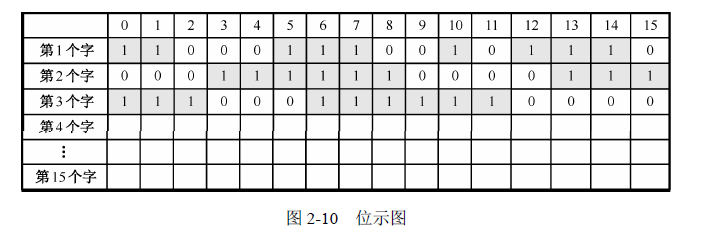 0 1 2 3 4 5 6 7 8 9 10 11 12 13 14 15
第1个字 1 1 0 0 0 1 1 1 0 0 1 0 1 1 1 0
第2个字 0 0 0 1 1 1 1 1 1 0 0 0 0 1 1 1
第3个字 1 1 1 0 0 0 1 1 1 1 1 1 0 0 0 0
第4个字
⋮
第15个字
图 2-10 位示图